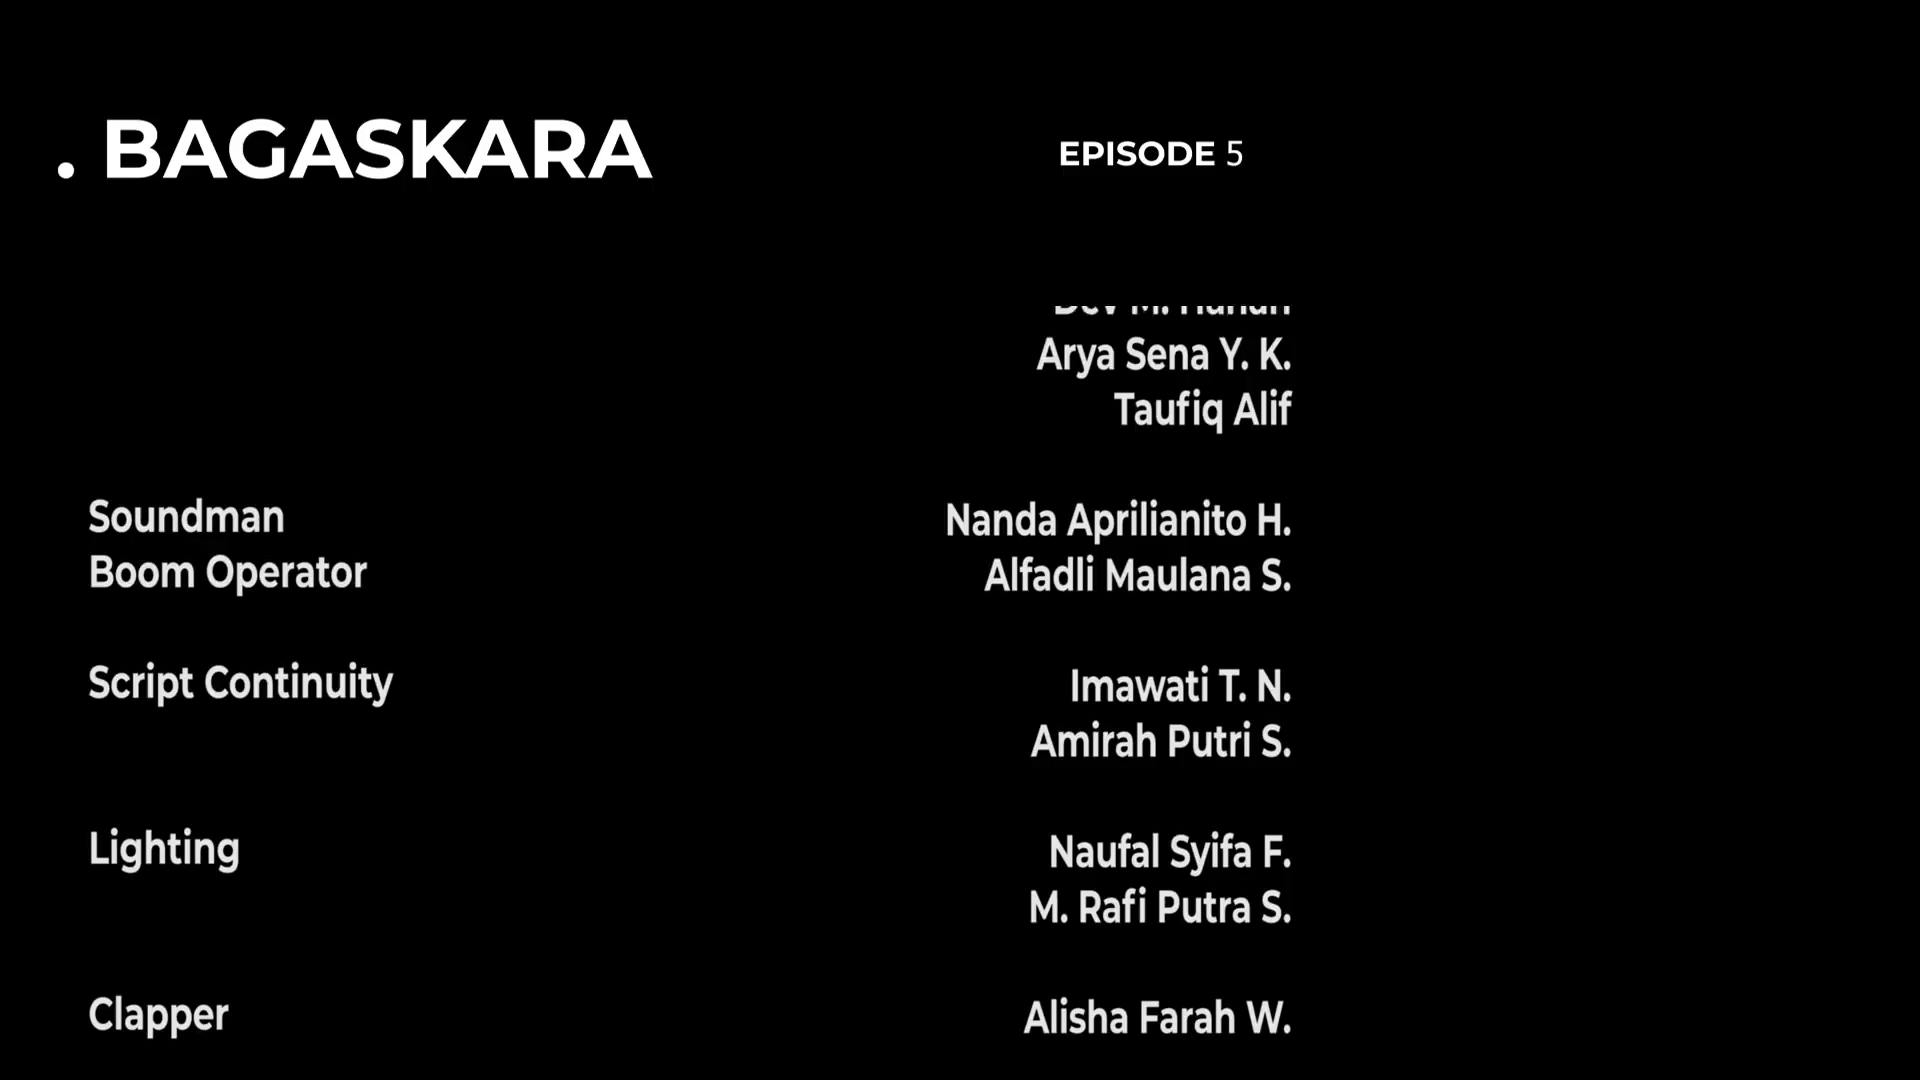 . BAGASKARA
EPISODE 5
Arya Sena Y. K.
Taufiq Alif
Soundman Nanda Aprilianito H.
Boom Operator Alfadli Maulana S.
Script Continuity Imawati T. N.
Amirah Putri S.
Lighting Naufal Syifa F.
M. Rafi Putra S.
Clapper Alisha Farah W.